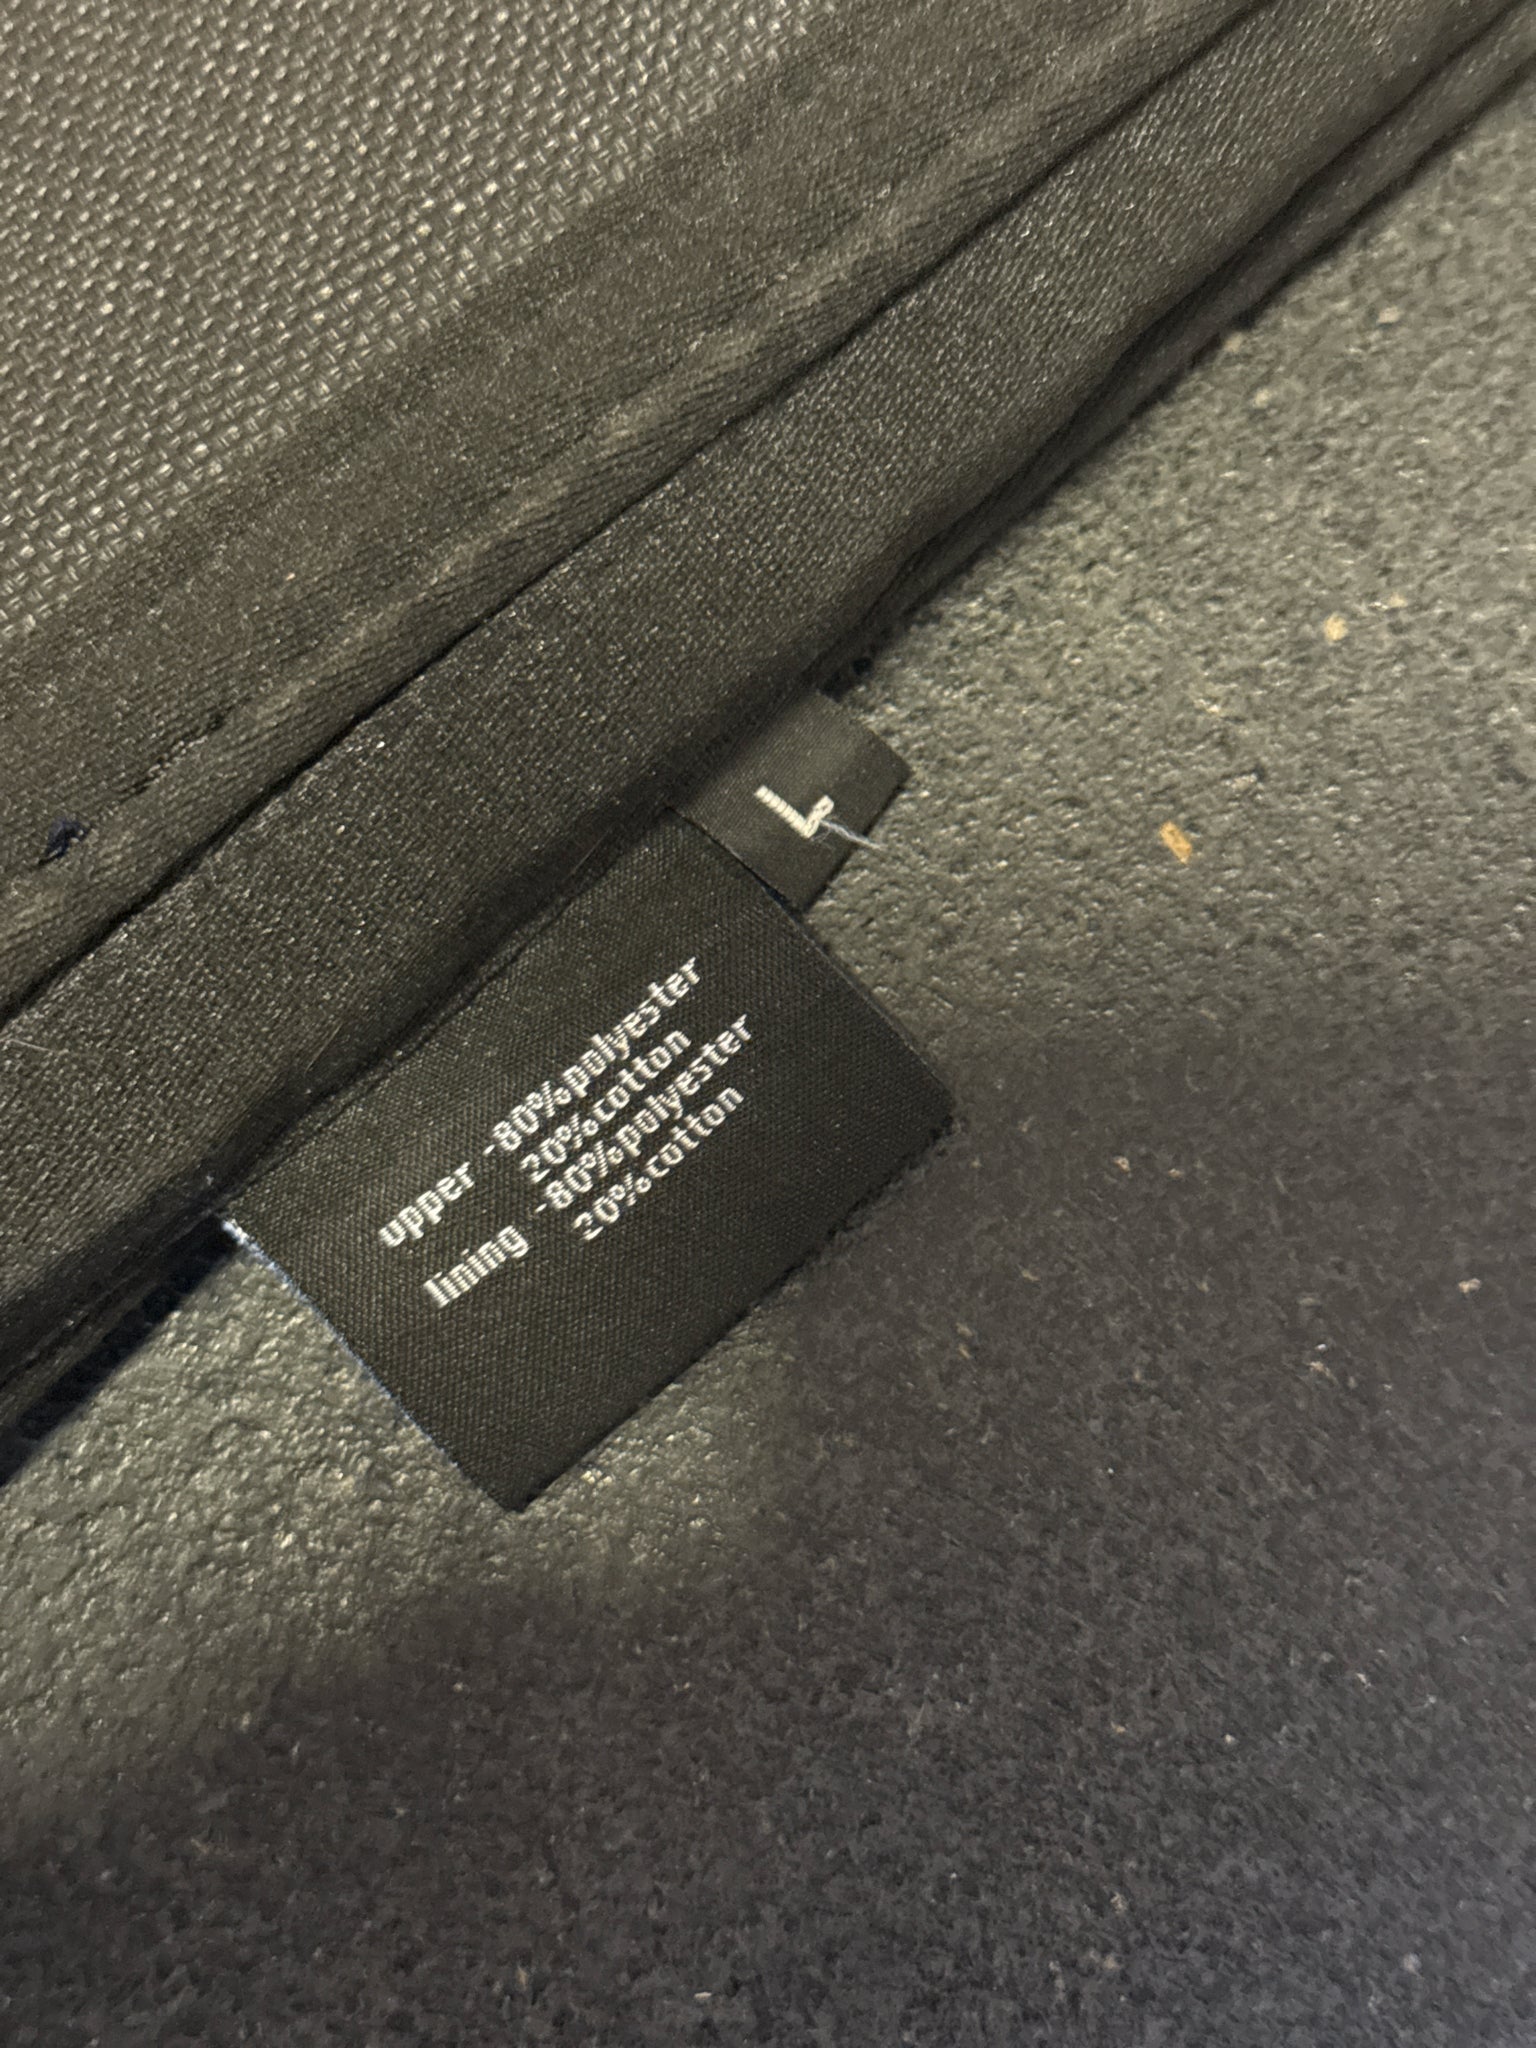 L
upper -80%polyester
20%cotton
lining -80%polyester
20%cotton